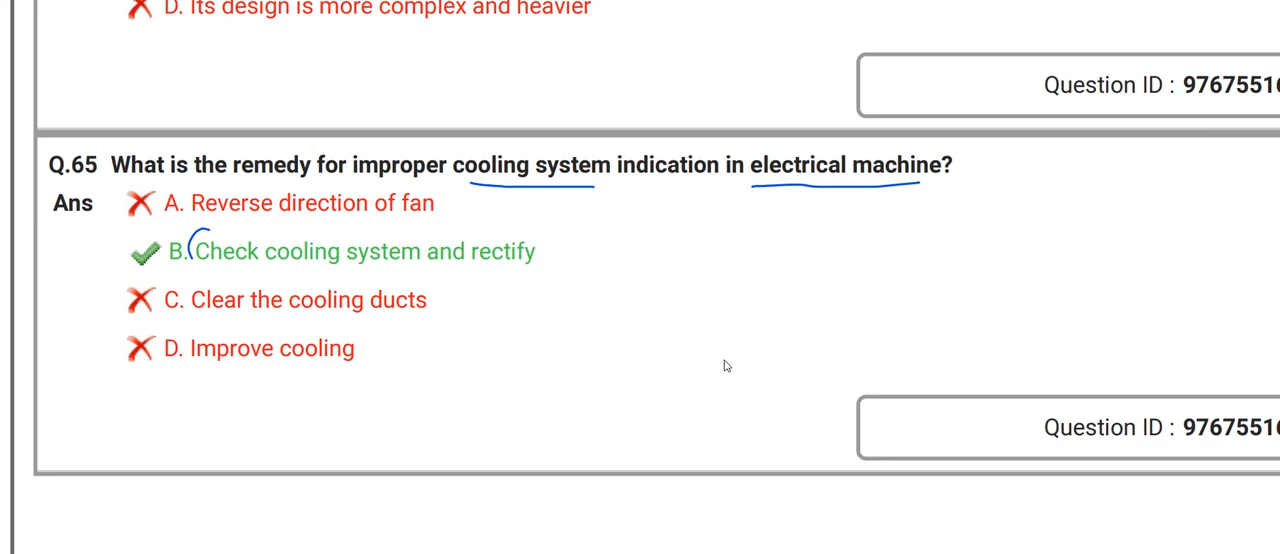 D. Its design is more complex and heavier
Question ID : 9767551
Q.65 What is the remedy for improper cooling system indication in electrical machine?
Ans A. Reverse direction of fan
B. Check cooling system and rectify
C. Clear the cooling ducts
D. Improve cooling
Question ID : 9767551